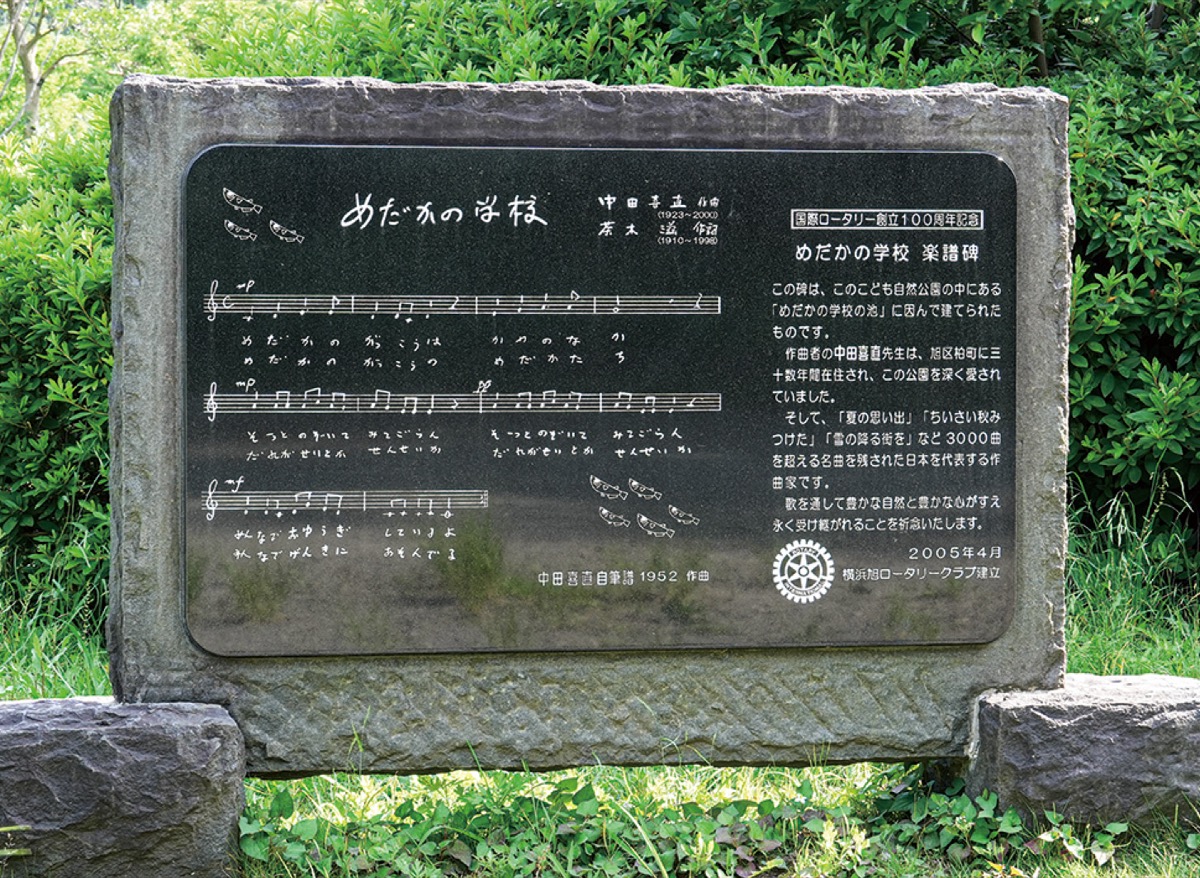 めだかの学校
中田喜直 作曲
(1923~2000)
茶木 滋 作詞
(1910~1998)
mp
めだかの がっこうは かわのな か
めだかの がっこうの めだかた ち
mp pp
そっとのぞいて みてごらん そっとのぞいて みてごらん
だれがせいとか せんせいか だれがせいとか せんせいか
mf
みんなで おゆうぎ しているよ
みんなでげんきに あそんでる
中田喜直自筆譜 1952 作曲
国際ロータリー創立100周年記念
めだかの学校 楽譜碑
この碑は、このこども自然公園の中にある
「めだかの学校の池」に因んで建てられた
ものです。
作曲者の中田喜直先生は、旭区柏町に三
十数年間在住され、この公園を深く愛され
ていました。
そして、「夏の思い出」「ちいさい秋み
つけた」「雪の降る街を」など3000曲
を超える名曲を残された日本を代表する作
曲家です。
歌を通して豊かな自然と豊かな心がすえ
永く受け継がれることを祈念いたします。
2005年4月
横浜旭ロータリークラブ建立
ROTARY
INTERNATIONAL